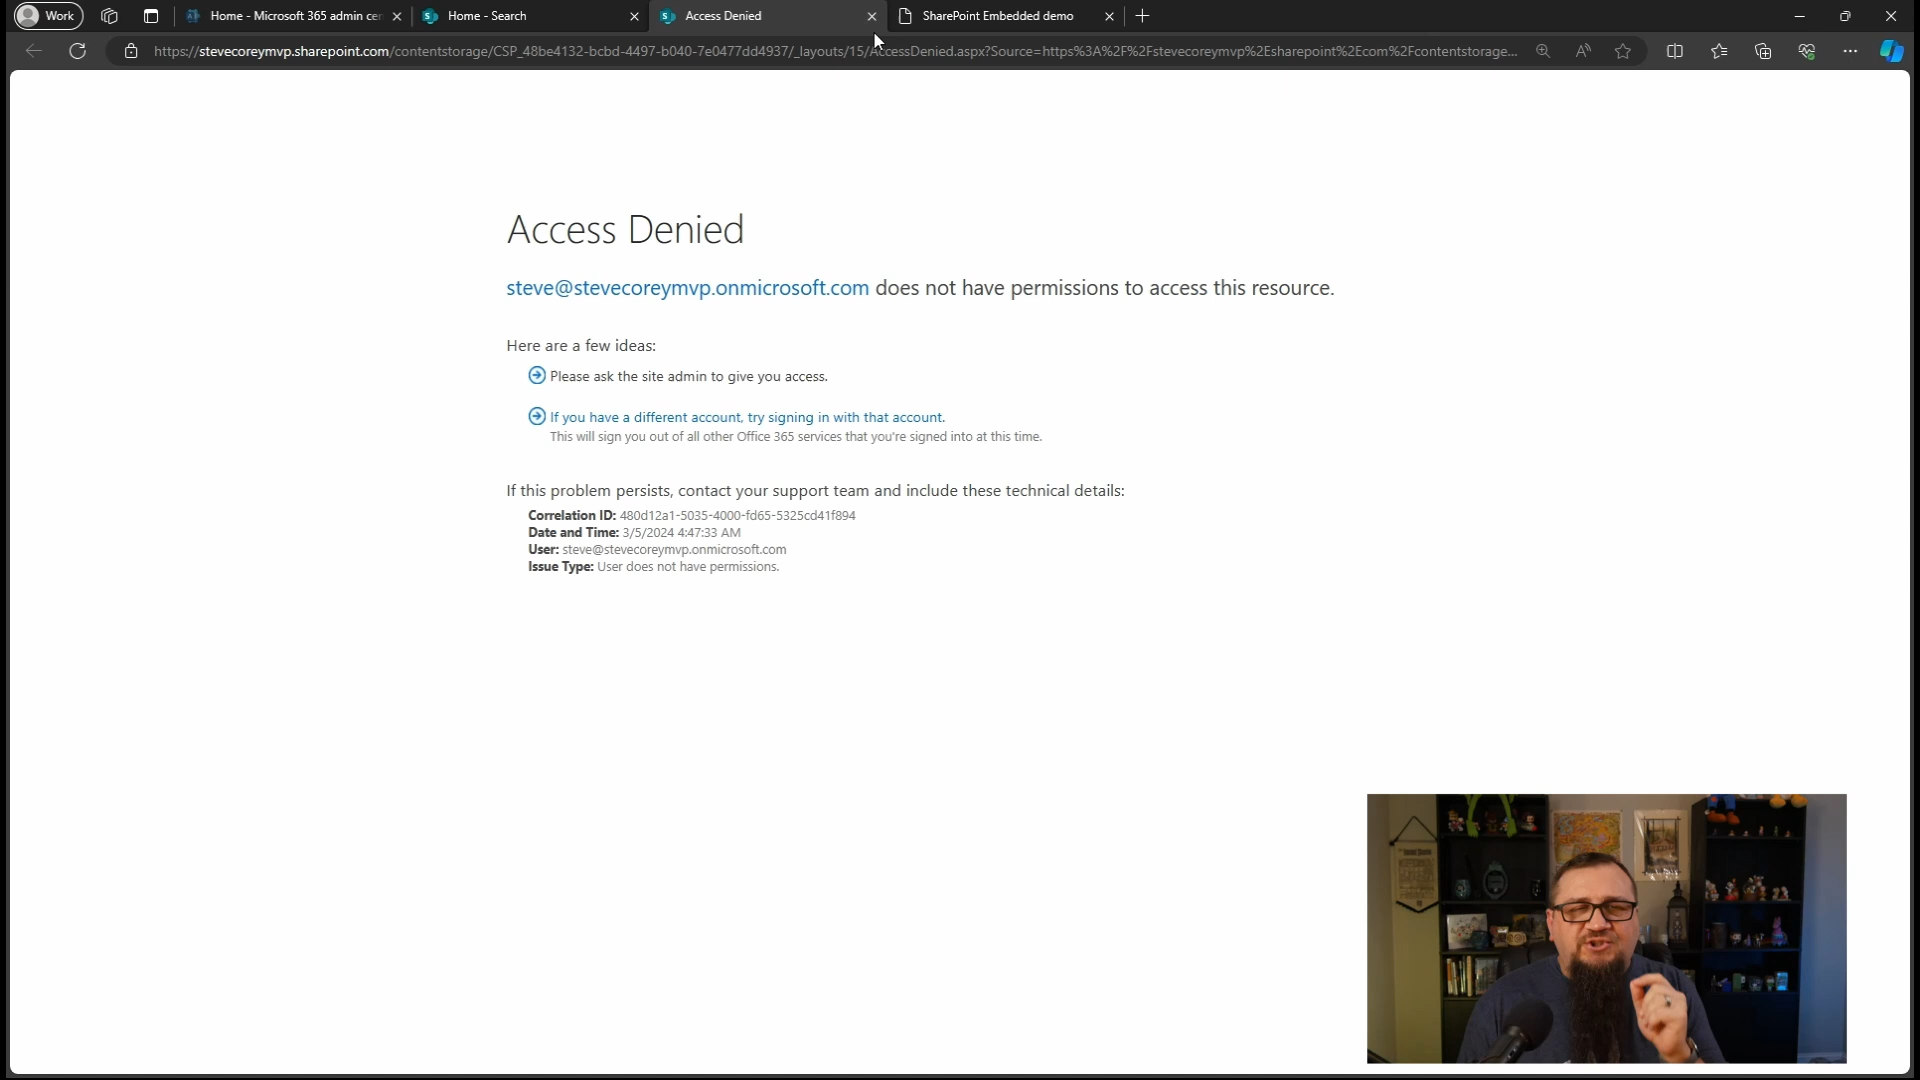 Work
Home - Microsoft 365 admin cen
Home - Search
Access Denied
SharePoint Embedded demo
https://stevecoreymvp.sharepoint.com/contentstorage/CSP_48be4132-bcbd-4497-b040-7e0477dd4937/_layouts/15/AccessDenied.aspx?Source=https%3A%2F%2Fstevecoreymvp%2Esharepoint%2Ecom%2Fcontentstorage...
Access Denied
steve@stevecoreymvp.onmicrosoft.com does not have permissions to access this resource.
Here are a few ideas:
Please ask the site admin to give you access.
If you have a different account, try signing in with that account.
This will sign you out of all other Office 365 services that you're signed into at this time.
If this problem persists, contact your support team and include these technical details:
Correlation ID: 480d12a1-5035-4000-fd65-5325cd41f894
Date and Time: 3/5/2024 4:47:33 AM
User: steve@stevecoreymvp.onmicrosoft.com
Issue Type: User does not have permissions.